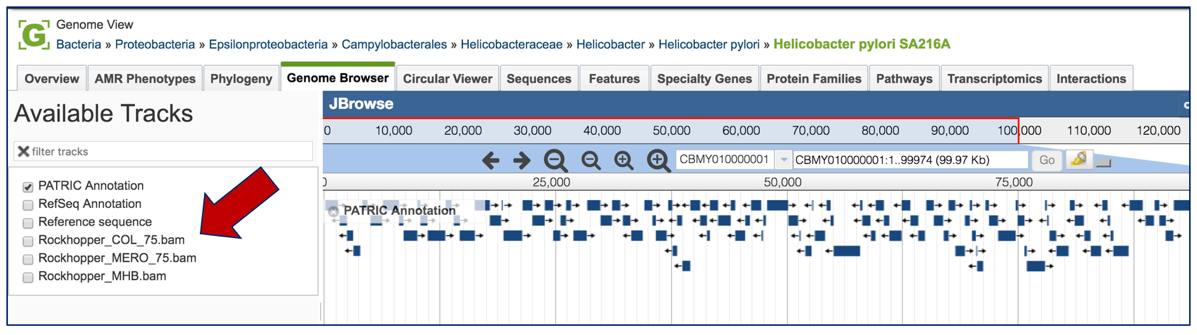 G
Genome View
Bacteria » Proteobacteria » Epsilonproteobacteria » Campylobacterales » Helicobacteraceae » Helicobacter » Helicobacter pylori » Helicobacter pylori SA216A
Overview AMR Phenotypes Phylogeny Genome Browser Circular Viewer Sequences Features Specialty Genes Protein Families Pathways Transcriptomics Interactions
Available Tracks
filter tracks
PATRIC Annotation
RefSeq Annotation
Reference sequence
Rockhopper_COL_75.bam
Rockhopper_MERO_75.bam
Rockhopper_MHB.bam
JBrowse
0 10,000 20,000 30,000 40,000 50,000 60,000 70,000 80,000 90,000 100,000 110,000 120,000
CBMY010000001 CBMY010000001:1..99974 (99.97 Kb) Go
0 25,000 50,000 75,000
PATRIC Annotation